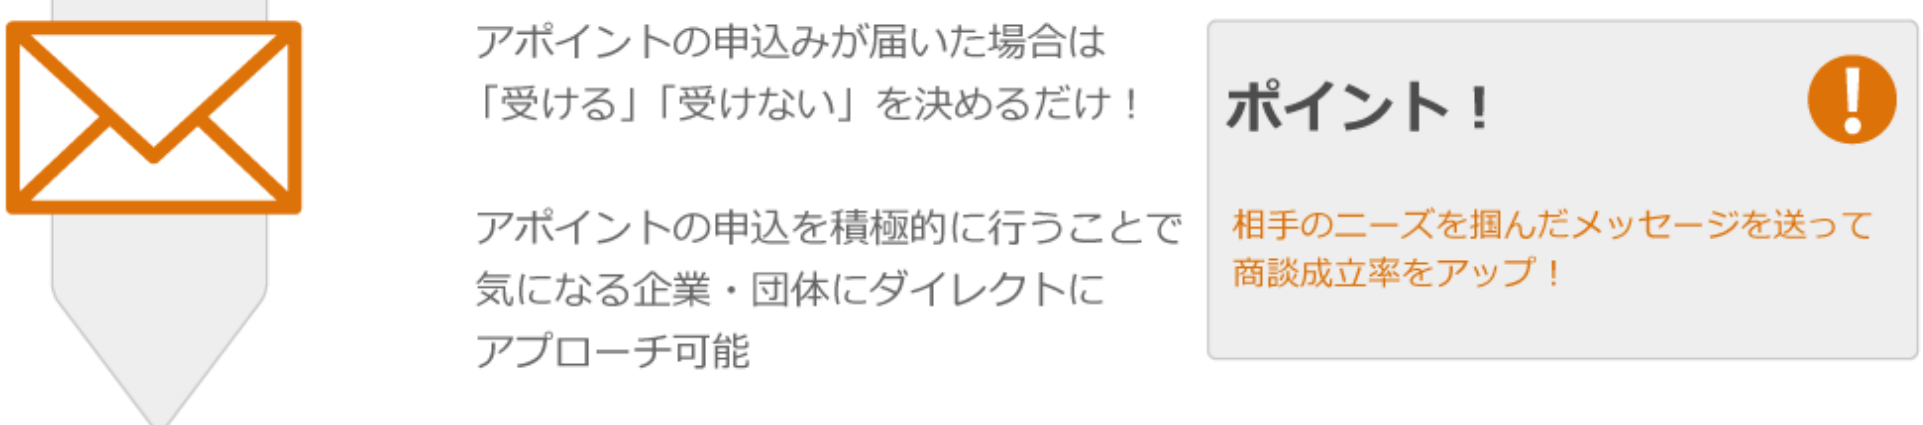 アポイントの申込みが届いた場合は
「受ける」「受けない」を決めるだけ！
アポイントの申込を積極的に行うことで
気になる企業・団体にダイレクトに
アプローチ可能
ポイント！
相手のニーズを掴んだメッセージを送って
商談成立率をアップ！